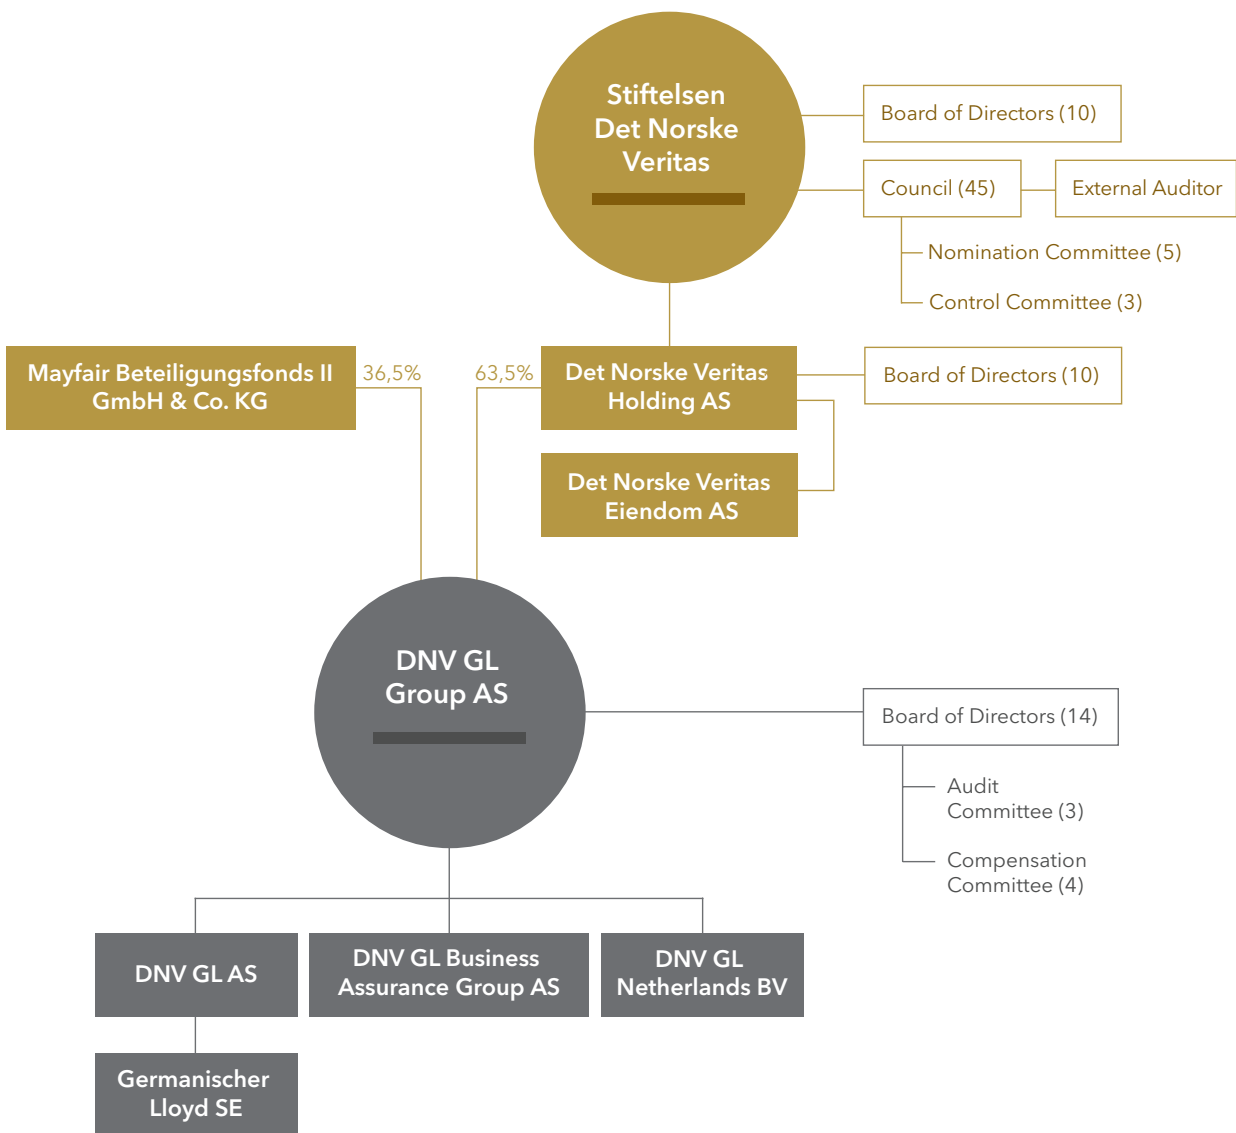 Stiftelsen
Det Norske
Veritas
Board of Directors (10)
Council (45)
External Auditor
Nomination Committee (5)
Control Committee (3)
Mayfair Beteiligungsfonds II
GmbH & Co. KG
36,5%
63,5%
Det Norske Veritas
Holding AS
Board of Directors (10)
Det Norske Veritas
Eiendom AS
DNV GL
Group AS
Board of Directors (14)
Audit
Committee (3)
Compensation
Committee (4)
DNV GL AS
DNV GL Business
Assurance Group AS
DNV GL
Netherlands BV
Germanischer
Lloyd SE